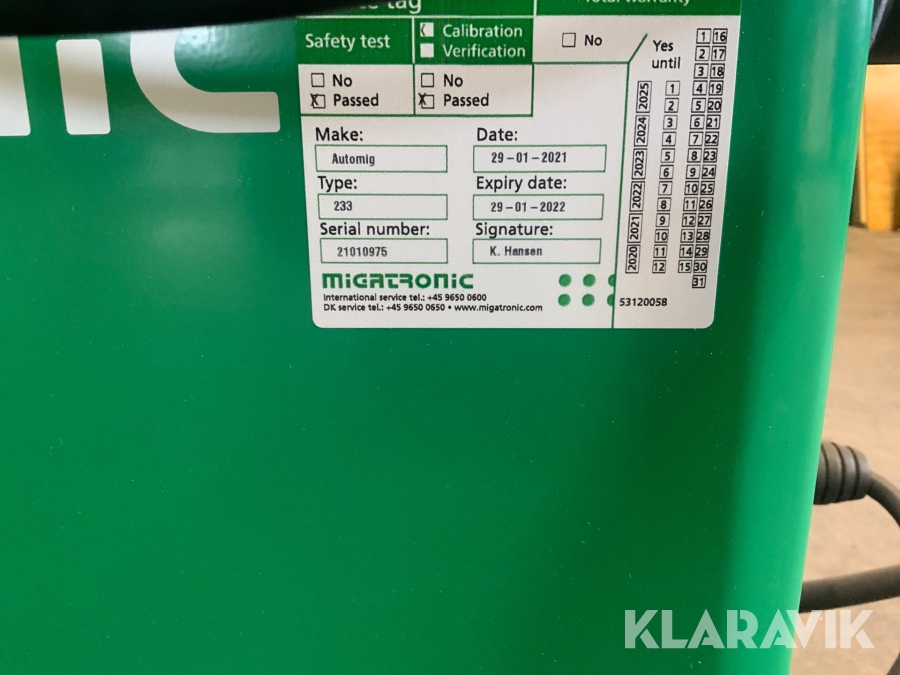 tag
Total warranty
Safety test
Calibration
Verification
No
Yes
until
No
Passed
No
Passed
Make:
Automig
Date:
29-01-2021
Type:
233
Expiry date:
29-01-2022
Serial number:
21010975
Signature:
K. Hansen
MIGATRONIC
International service tel.: +45 9650 0600
DK service tel.: +45 9650 0650 • www.migatronic.com
53120058
2025
2024
2023
2022
2021
2020
1
2
3
4
5
6
7
8
9
10
11
12
1 16
2 17
3 18
4 19
5 20
6 21
7 22
8 23
9 24
10 25
11 26
12 27
13 28
14 29
15 30
31
nic
KLARAVIK